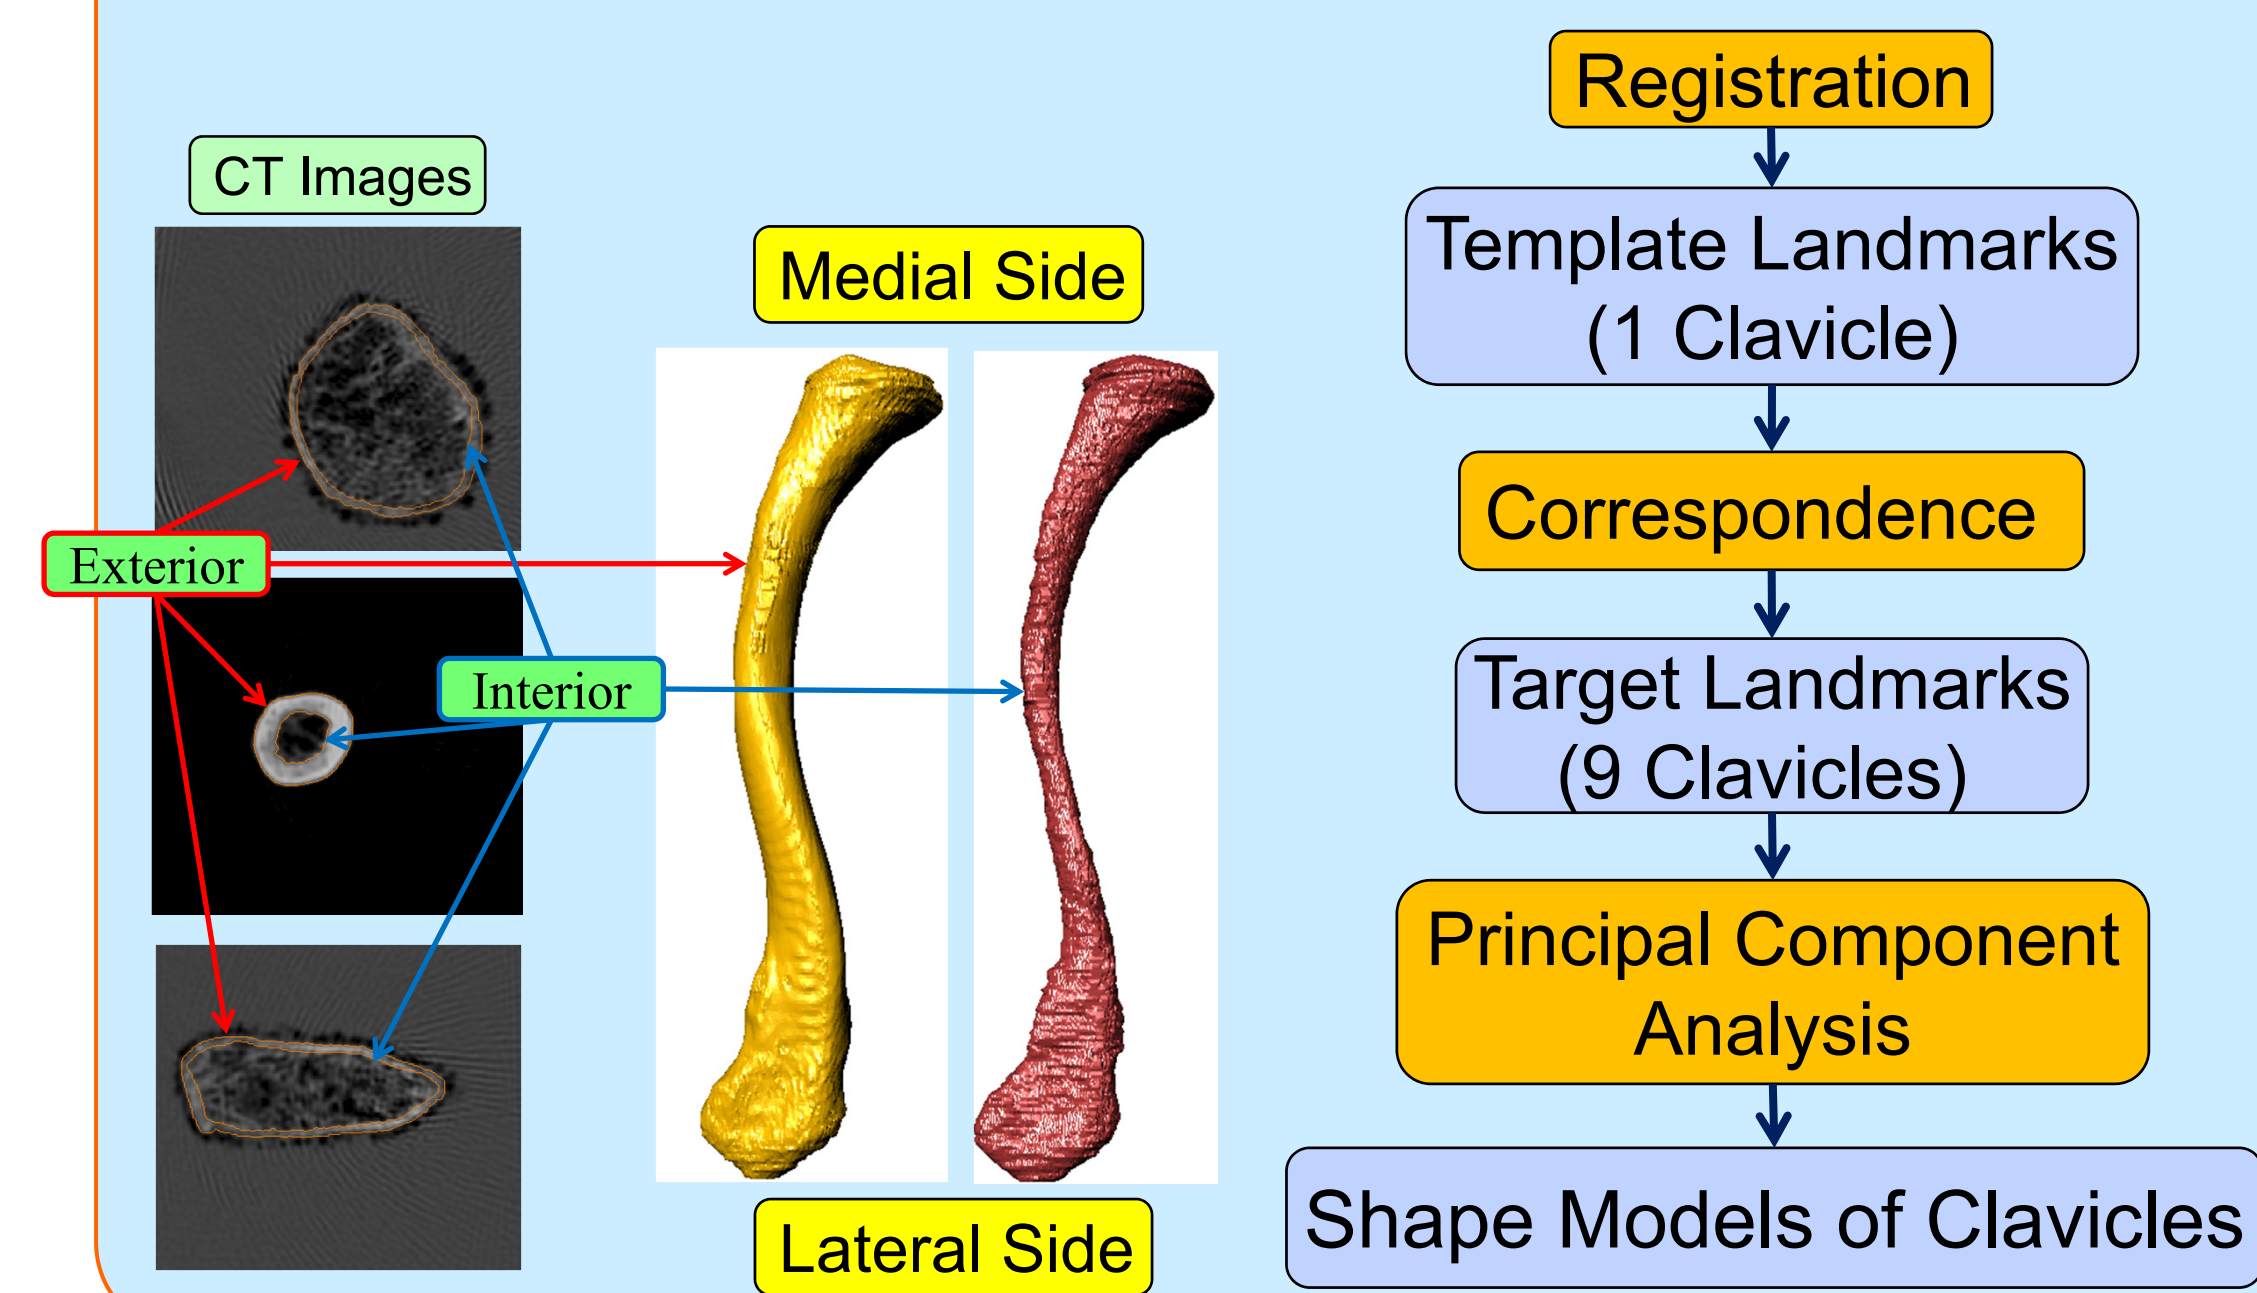 CT Images
Exterior
Interior
Medial Side
Lateral Side
Registration
Template Landmarks
(1 Clavicle)
Correspondence
Target Landmarks
(9 Clavicles)
Principal Component
Analysis
Shape Models of Clavicles